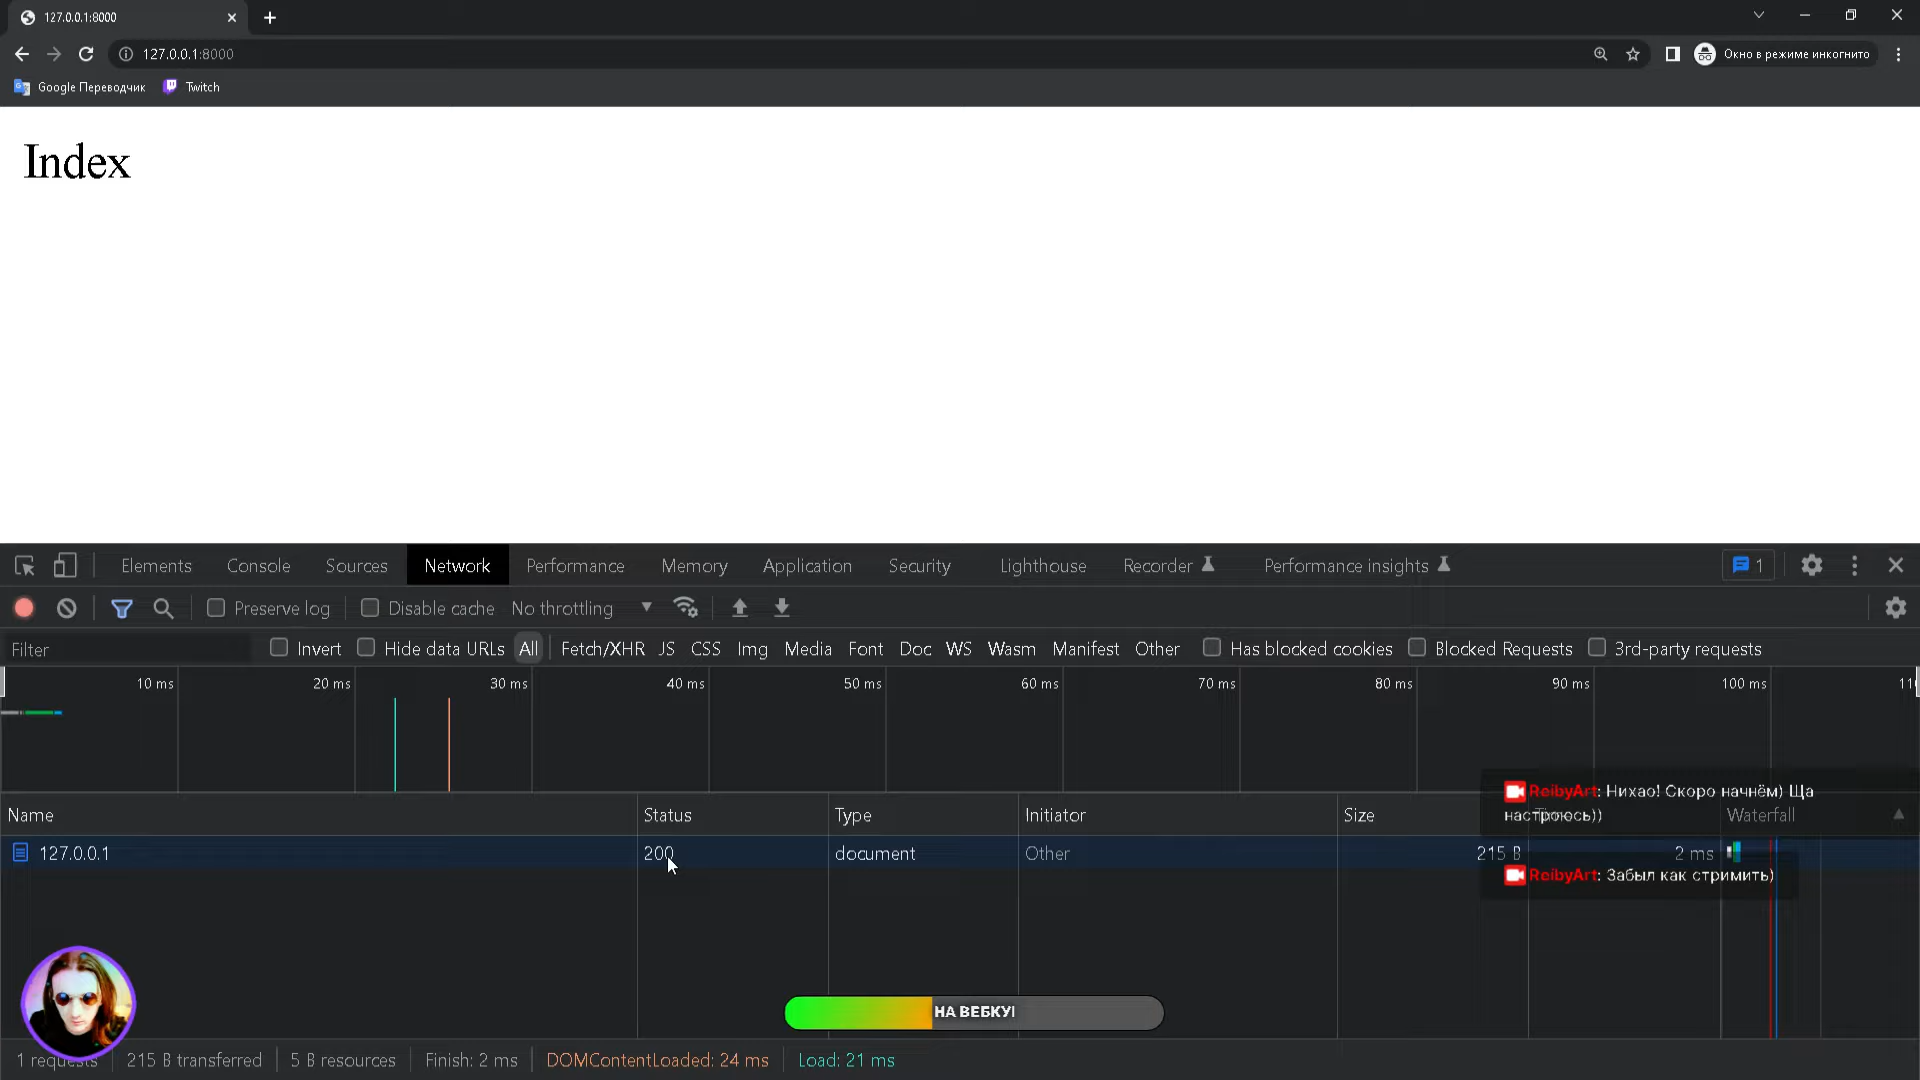 127.0.0.1:8000
127.0.0.1:8000
Окно в режиме инкогнито
Google Переводчик
Twitch
Index
Elements Console Sources Network Performance Memory Application Security Lighthouse Recorder Performance insights 1
Preserve log Disable cache No throttling
Filter Invert Hide data URLs All Fetch/XHR JS CSS Img Media Font Doc WS Wasm Manifest Other Has blocked cookies Blocked Requests 3rd-party requests
10 ms 20 ms 30 ms 40 ms 50 ms 60 ms 70 ms 80 ms 90 ms 100 ms
ReibyArt: Нихао! Скоро начнём) Ща
настроюсь))
Name Status Type Initiator Size Waterfall
127.0.0.1 200 document Other 215 B 2 ms
ReibyArt: Забыл как стримить)
НА ВЕБКУ!
1 requests 215 B transferred 5 B resources Finish: 2 ms DOMContentLoaded: 24 ms Load: 21 ms